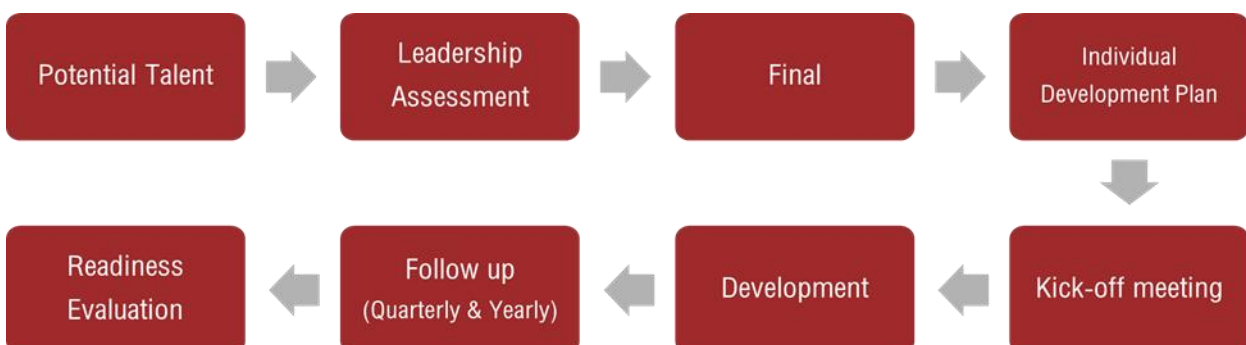 Potential Talent
Leadership
Assessment
Final
Individual
Development Plan
Kick-off meeting
Development
Follow up
(Quarterly & Yearly)
Readiness
Evaluation